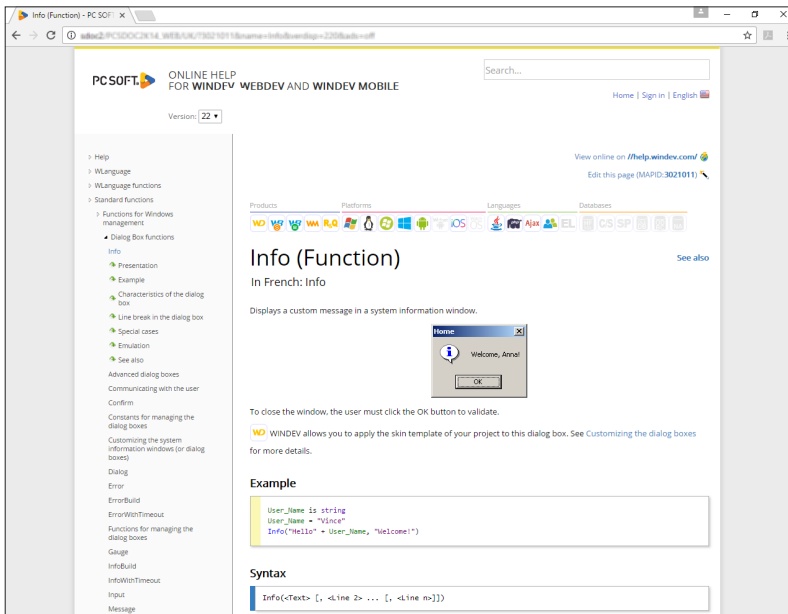 Info (Function) - PC SOFT
PC SOFT
ONLINE HELP
FOR WINDEV, WEBDEV AND WINDEV MOBILE
Search...
Home | Sign in | English
Version: 22
Help
WLanguage
WLanguage functions
Standard functions
Functions for Windows
management
Dialog Box functions
Info
Presentation
Example
Characteristics of the dialog
box
Line break in the dialog box
Special cases
Emulation
See also
Advanced dialog boxes
Communicating with the user
Confirm
Constants for managing the
dialog boxes
Customizing the system
information windows (or dialog
boxes)
Dialog
Error
ErrorBuild
ErrorWithTimeout
Functions for managing the
dialog boxes
Gauge
InfoBuild
InfoWithTimeout
Input
Message
View online on //help.windev.com/
Edit this page (MAPID:3021011)
Products Platforms Languages Databases
WD WB WB WM R&Q iOS PHP Ajax EL CS SP
Info (Function)
See also
In French: Info
Displays a custom message in a system information window.
Home
Welcome, Anna!
OK
To close the window, the user must click the OK button to validate.
WD WINDEV allows you to apply the skin template of your project to this dialog box. See Customizing the dialog boxes
for more details.
Example
User_Name is string
User_Name = "Vince"
Info("Hello" + User_Name, "Welcome!")
Syntax
Info(<Text> [, <Line 2> ... [, <Line n>]])